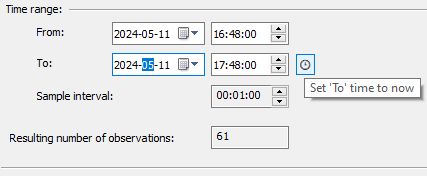 Time range:
From: 2024-05-11 16:48:00
To: 2024-05-11 17:48:00
Set 'To' time to now
Sample interval: 00:01:00
Resulting number of observations: 61